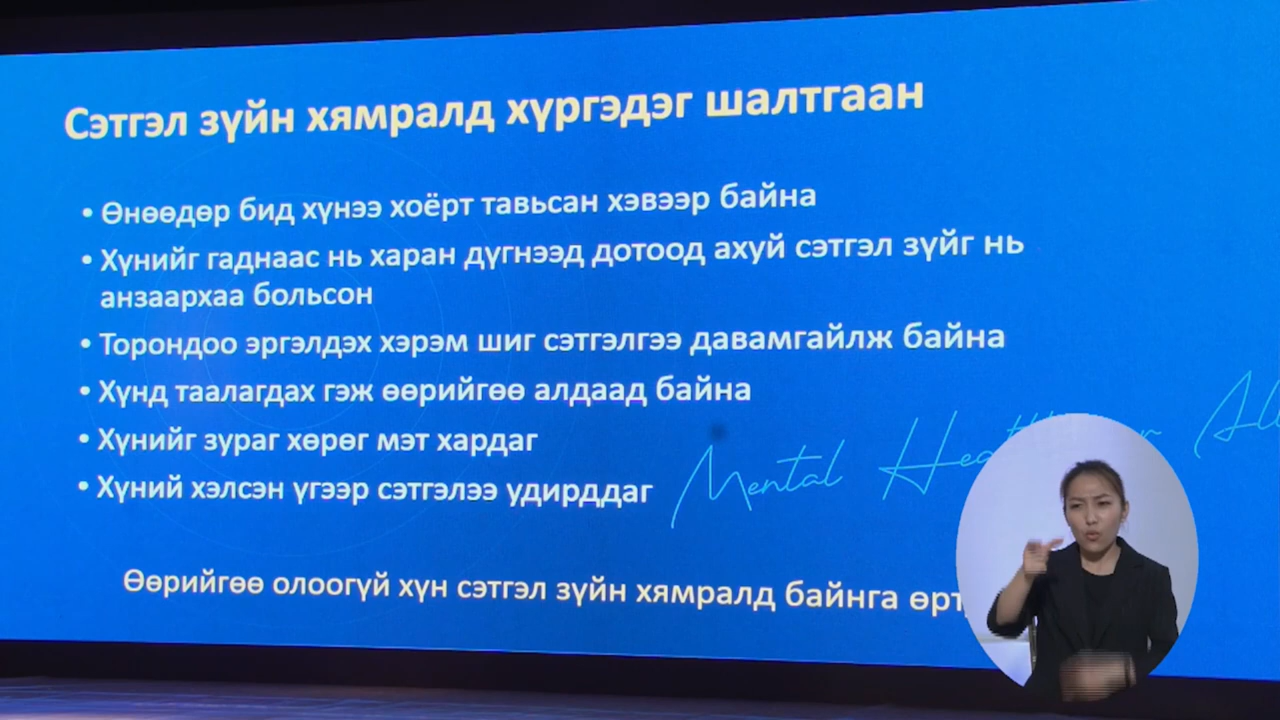 Сэтгэл зүйн хямралд хүргэдэг шалтгаан
• Өнөөдөр бид хүнээ хоёрт тавьсан хэвээр байна
• Хүнийг гаднаас нь харан дүгнээд дотоод ахуй сэтгэл зүйг нь
анзаархаа больсон
• Торондоо эргэлдэх хэрэм шиг сэтгэлгээ давамгайлж байна
• Хүнд таалагдах гэж өөрийгөө алдаад байна
• Хүнийг зураг хөрөг мэт хардаг
• Хүний хэлсэн үгээр сэтгэлээ удирддаг
Mental
Өөрийгөө олоогүй хүн сэтгэл зүйн хямралд байнга